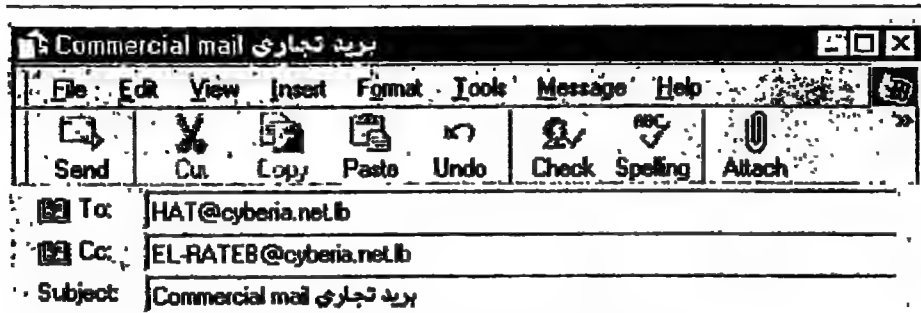 Commercial mail بريد تجاري
File Edit View Insert Format Tools Message Help
Send Cut Copy Paste Undo Check Spelling Attach »
To: HAT@cyberia.net.lb
Cc: EL-RATEB@cyberia.net.lb
Subject: Commercial mail بريد تجاري